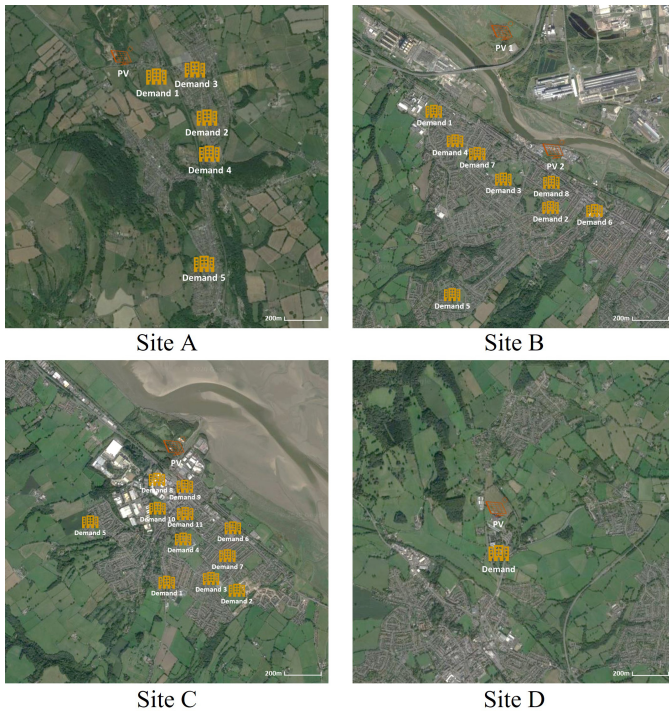 PV
Demand 1
Demand 3
Demand 2
Demand 4
Demand 5
200m
Site A
PV 1
Demand 1
Demand 4
Demand 7
PV 2
Demand 3
Demand 8
Demand 2
Demand 6
Demand 5
200m
Site B
PV
Demand 8
Demand 9
Demand 10
Demand 11
Demand 5
Demand 6
Demand 4
Demand 7
Demand 1
Demand 3
Demand 2
200m
Site C
PV
Demand
200m
Site D